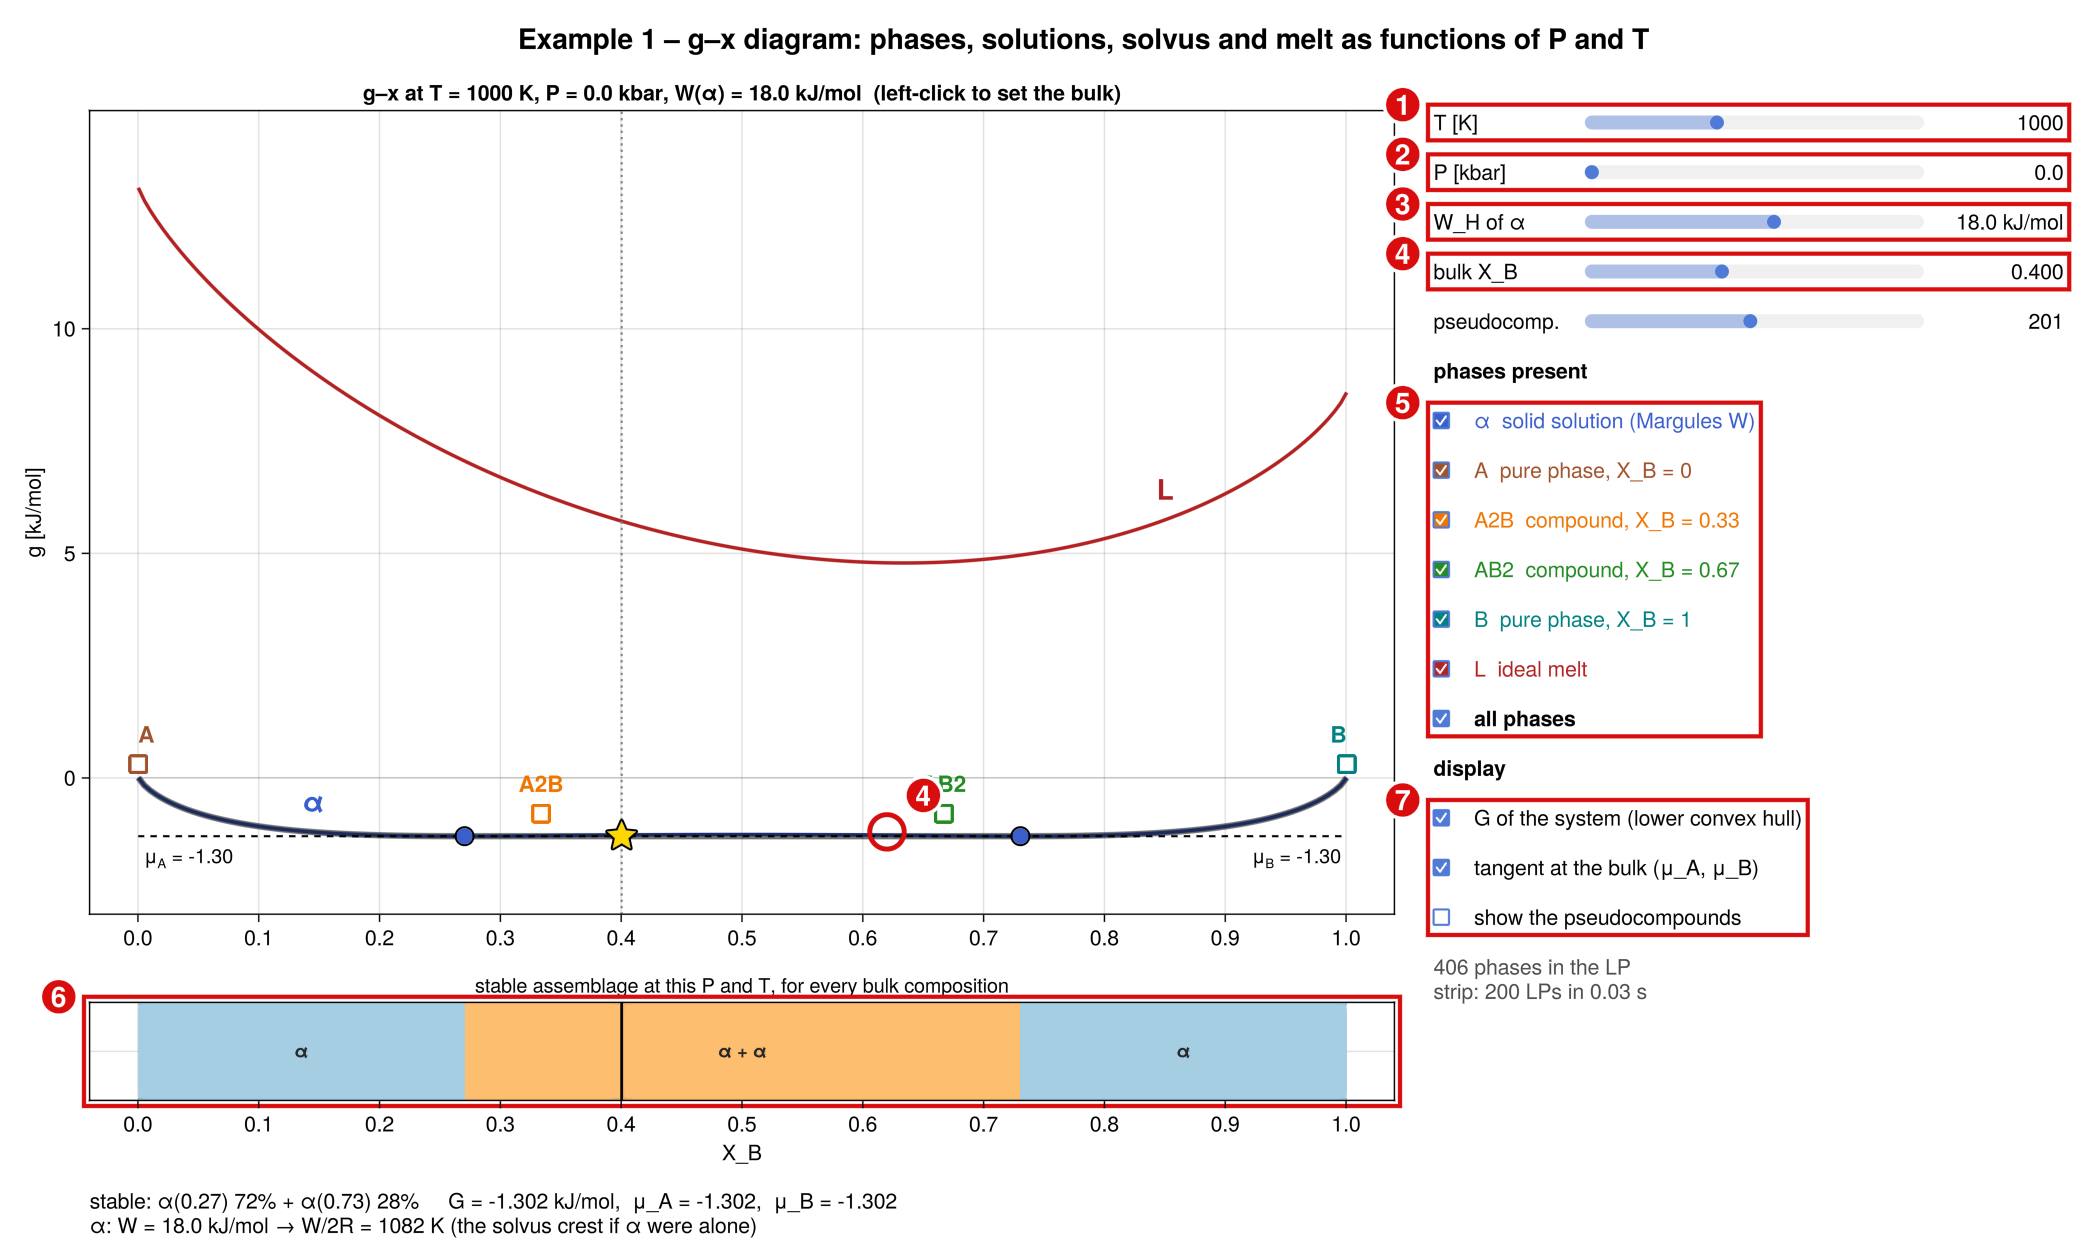 Example 1 – g–x diagram: phases, solutions, solvus and melt as functions of P and T
g–x at T = 1000 K, P = 0.0 kbar, W(α) = 18.0 kJ/mol (left-click to set the bulk)
g [kJ/mol]
10
5
0
L
A
α
A2B
4
B2
B
μA = -1.30
μB = -1.30
0.0 0.1 0.2 0.3 0.4 0.5 0.6 0.7 0.8 0.9 1.0
6
stable assemblage at this P and T, for every bulk composition
α
α + α
α
0.0 0.1 0.2 0.3 0.4 0.5 0.6 0.7 0.8 0.9 1.0
X_B
stable: α(0.27) 72% + α(0.73) 28% G = -1.302 kJ/mol, μ_A = -1.302, μ_B = -1.302
α: W = 18.0 kJ/mol → W/2R = 1082 K (the solvus crest if α were alone)
1
T [K] 1000
2
P [kbar] 0.0
3
W_H of α 18.0 kJ/mol
4
bulk X_B 0.400
pseudocomp. 201
phases present
5
α solid solution (Margules W)
A pure phase, X_B = 0
A2B compound, X_B = 0.33
AB2 compound, X_B = 0.67
B pure phase, X_B = 1
L ideal melt
all phases
display
7
G of the system (lower convex hull)
tangent at the bulk (μ_A, μ_B)
show the pseudocompounds
406 phases in the LP
strip: 200 LPs in 0.03 s